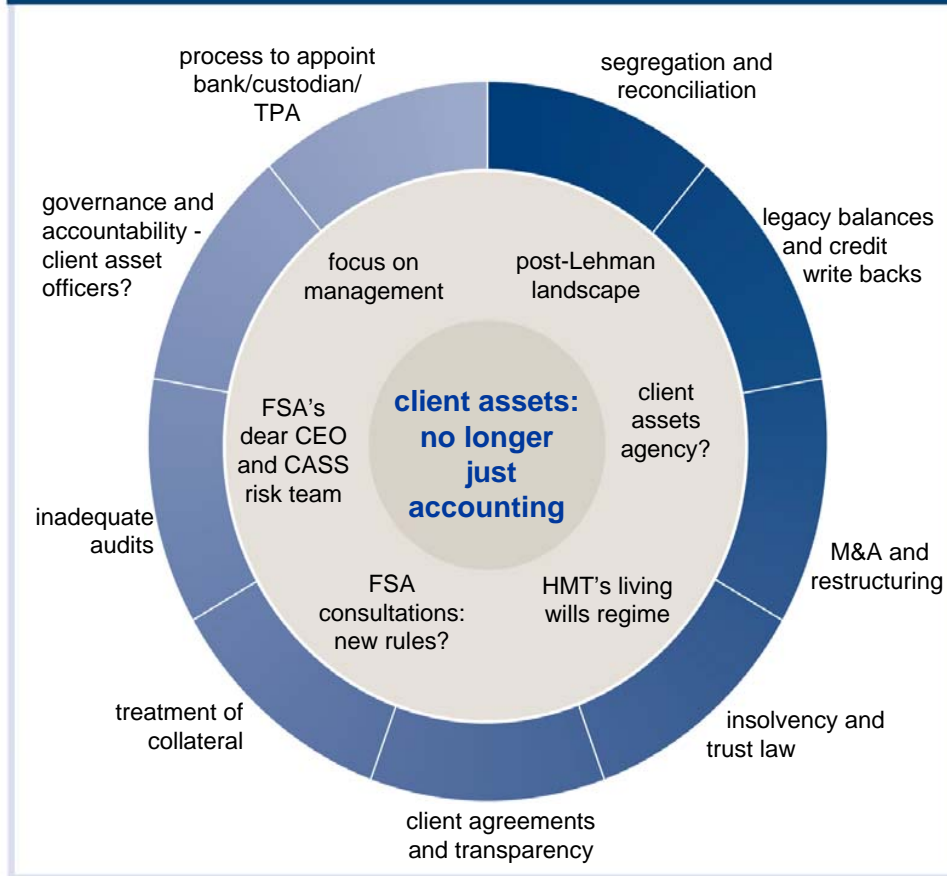 process to appoint
bank/custodian/
TPA
segregation and
reconciliation
governance and
accountability -
client asset
officers?
legacy balances
and credit
write backs
focus on
management
post-Lehman
landscape
FSA's
dear CEO
and CASS
risk team
client assets:
no longer
just
accounting
client
assets
agency?
inadequate
audits
M&A and
restructuring
FSA
consultations:
new rules?
HMT's living
wills regime
treatment of
collateral
insolvency and
trust law
client agreements
and transparency